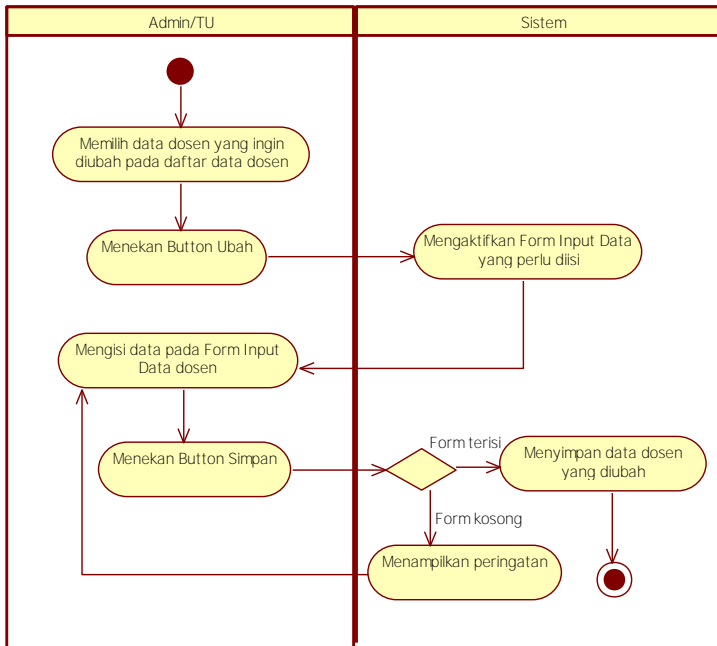 Admin/TU
Sistem
Memilih data dosen yang ingin
diubah pada daftar data dosen
Menekan Button Ubah
Mengaktifkan Form Input Data
yang perlu diisi
Mengisi data pada Form Input
Data dosen
Menekan Button Simpan
Form terisi
Menyimpan data dosen
yang diubah
Form kosong
Menampilkan peringatan